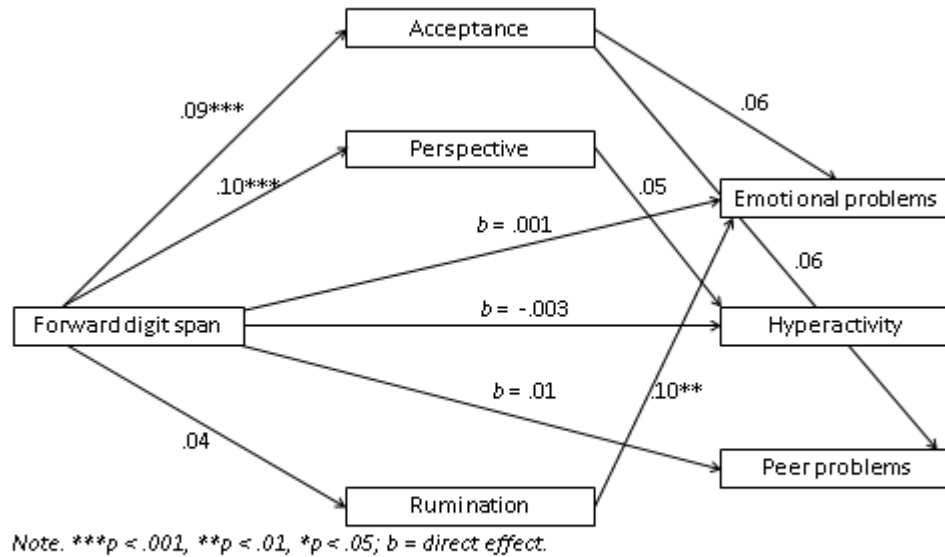 Acceptance
.09***
.06
Perspective
.10***
.05
Emotional problems
b = .001
.06
Forward digit span
b = -.003
Hyperactivity
b = .01
.10**
.04
Peer problems
Rumination
Note. ***p < .001, **p < .01, *p < .05; b = direct effect.